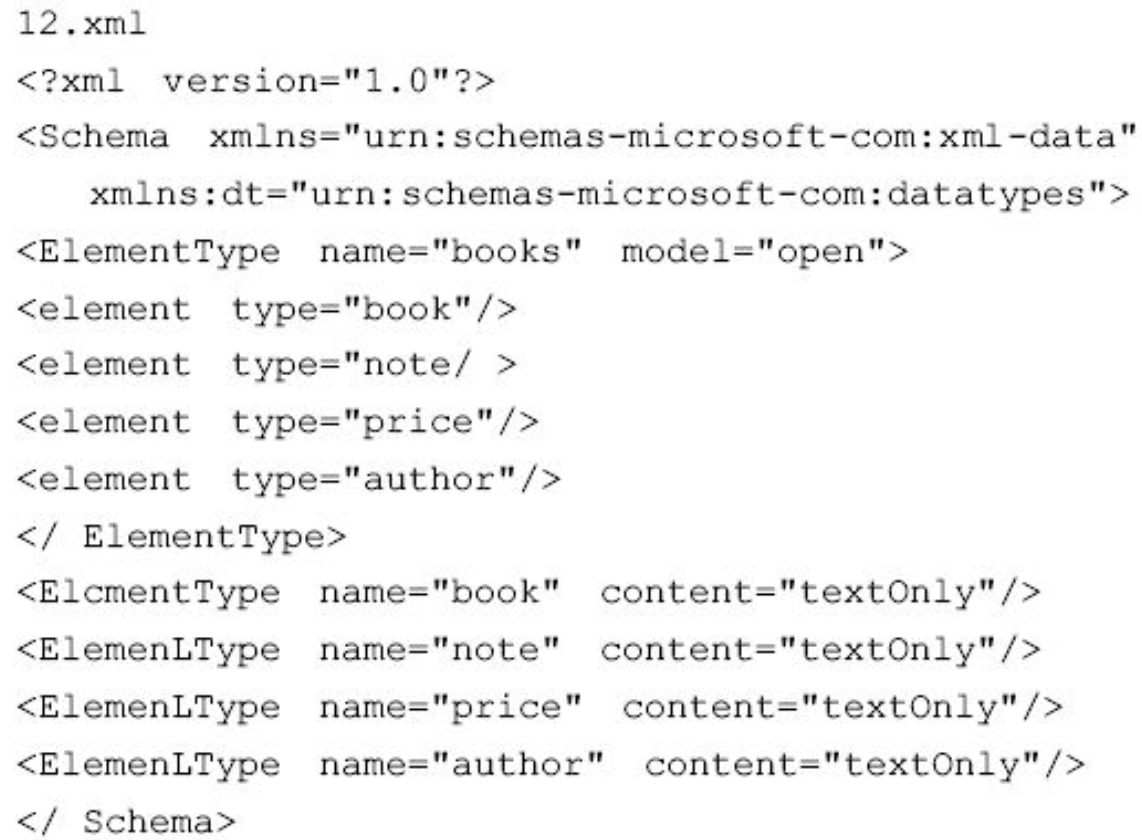 12.xml
<?xml version="1.0"?>
<Schema xmlns="urn:schemas-microsoft-com:xml-data"
xmlns:dt="urn:schemas-microsoft-com:datatypes">
<ElementType name="books" model="open">
<element type="book"/>
<element type="note/ >
<element type="price"/>
<element type="author"/>
</ ElementType>
<ElcmentType name="book" content="textOnly"/>
<ElemenLType name="note" content="textOnly"/>
<ElemenLType name="price" content="textOnly"/>
<ElemenLType name="author" content="textOnly"/>
</ Schema>